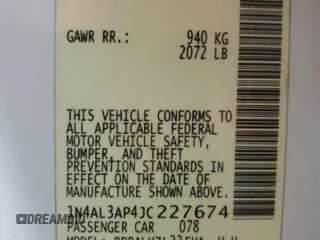 GAWR RR.: 940 KG
2072 LB
THIS VEHICLE CONFORMS TO
ALL APPLICABLE FEDERAL
MOTOR VEHICLE SAFETY,
BUMPER, AND THEFT
PREVENTION STANDARDS IN
EFFECT ON THE DATE OF
MANUFACTURE SHOWN ABOVE.
1N4AL3AP4JC227674
PASSENGER CAR 078
DREAMBID